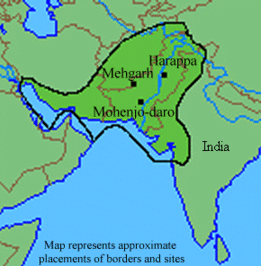 Harappa
Mehgarh
Mohenjo-daro
India
Map represents approximate
placements of borders and sites